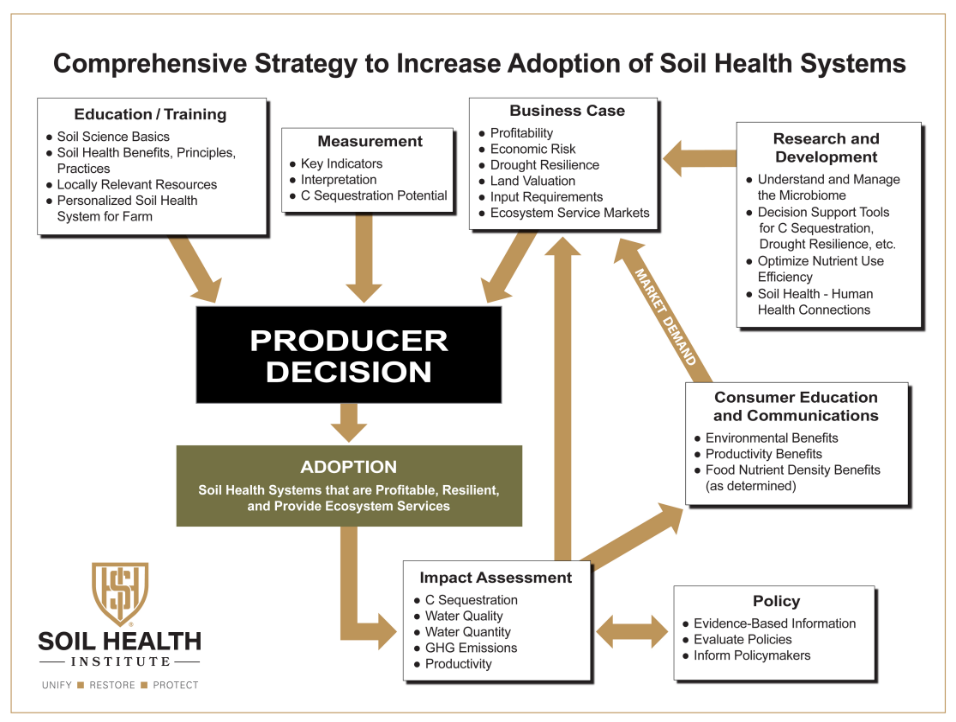 Comprehensive Strategy to Increase Adoption of Soil Health Systems
Education / Training
● Soil Science Basics
● Soil Health Benefits, Principles,
Practices
● Locally Relevant Resources
● Personalized Soil Health
System for Farm
Measurement
● Key Indicators
● Interpretation
● C Sequestration Potential
Business Case
● Profitability
● Economic Risk
● Drought Resilience
● Land Valuation
● Input Requirements
● Ecosystem Service Markets
Research and
Development
● Understand and Manage
the Microbiome
● Decision Support Tools
for C Sequestration,
Drought Resilience, etc.
● Optimize Nutrient Use
Efficiency
● Soil Health - Human
Health Connections
MARKET DEMAND
PRODUCER
DECISION
Consumer Education
and Communications
● Environmental Benefits
● Productivity Benefits
● Food Nutrient Density Benefits
(as determined)
ADOPTION
Soil Health Systems that are Profitable, Resilient,
and Provide Ecosystem Services
Impact Assessment
● C Sequestration
● Water Quality
● Water Quantity
● GHG Emissions
● Productivity
Policy
● Evidence-Based Information
● Evaluate Policies
● Inform Policymakers
SHI
SOIL HEALTH
INSTITUTE
UNIFY ■ RESTORE ■ PROTECT